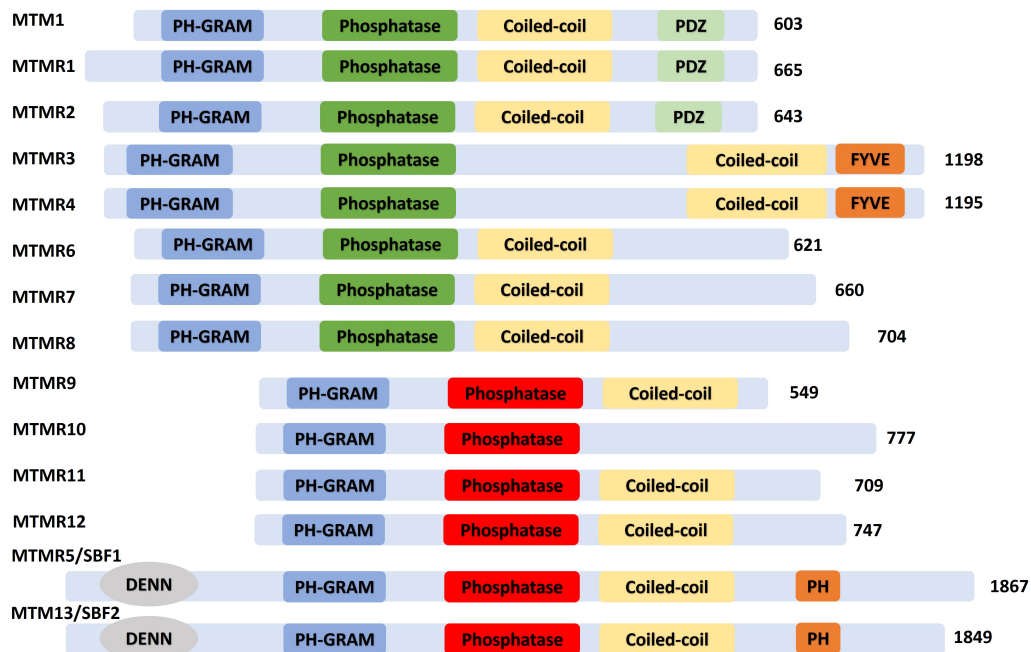 MTM1 PH-GRAM Phosphatase Coiled-coil PDZ 603
MTMR1 PH-GRAM Phosphatase Coiled-coil PDZ 665
MTMR2 PH-GRAM Phosphatase Coiled-coil PDZ 643
MTMR3 PH-GRAM Phosphatase Coiled-coil FYVE 1198
MTMR4 PH-GRAM Phosphatase Coiled-coil FYVE 1195
MTMR6 PH-GRAM Phosphatase Coiled-coil 621
MTMR7 PH-GRAM Phosphatase Coiled-coil 660
MTMR8 PH-GRAM Phosphatase Coiled-coil 704
MTMR9 PH-GRAM Phosphatase Coiled-coil 549
MTMR10 PH-GRAM Phosphatase 777
MTMR11 PH-GRAM Phosphatase Coiled-coil 709
MTMR12 PH-GRAM Phosphatase Coiled-coil 747
MTMR5/SBF1
DENN PH-GRAM Phosphatase Coiled-coil PH 1867
MTM13/SBF2
DENN PH-GRAM Phosphatase Coiled-coil PH 1849